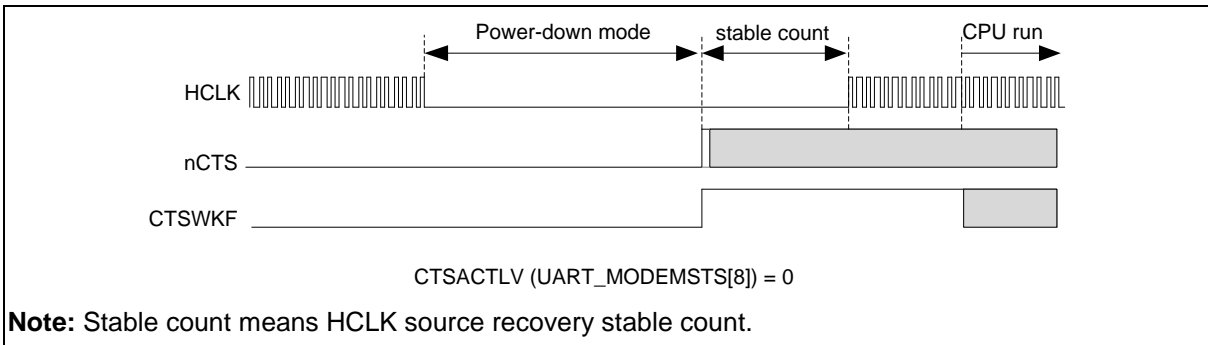 Power-down mode stable count CPU run
HCLK
nCTS
CTSWKF
CTSACTLV (UART_MODEMSTS[8]) = 0
Note: Stable count means HCLK source recovery stable count.